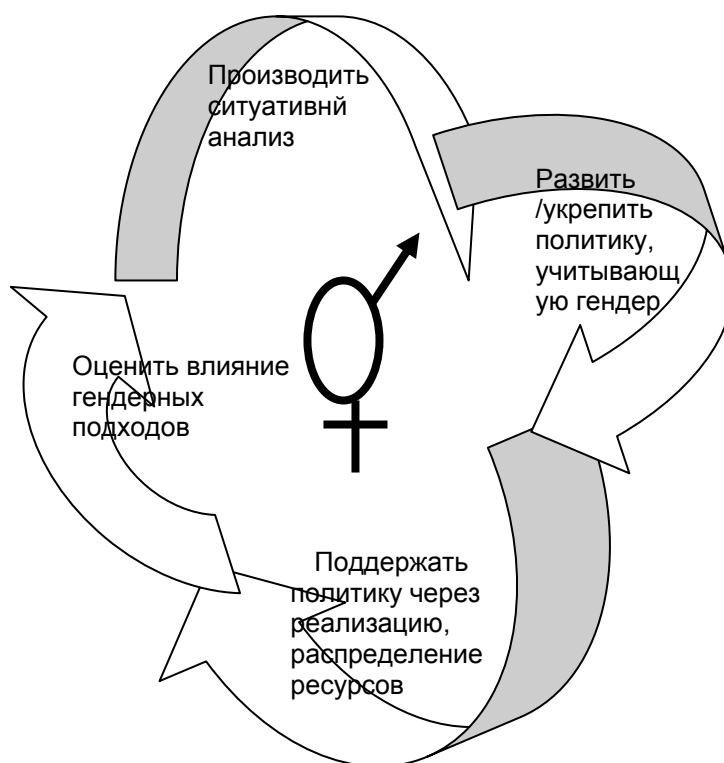 Производить
ситуативнй
анализ
Развить
/укрепить
политику,
учитывающ
ую гендер
Поддержать
политику через
реализацию,
распределение
ресурсов
Оценить влияние
гендерных
подходов